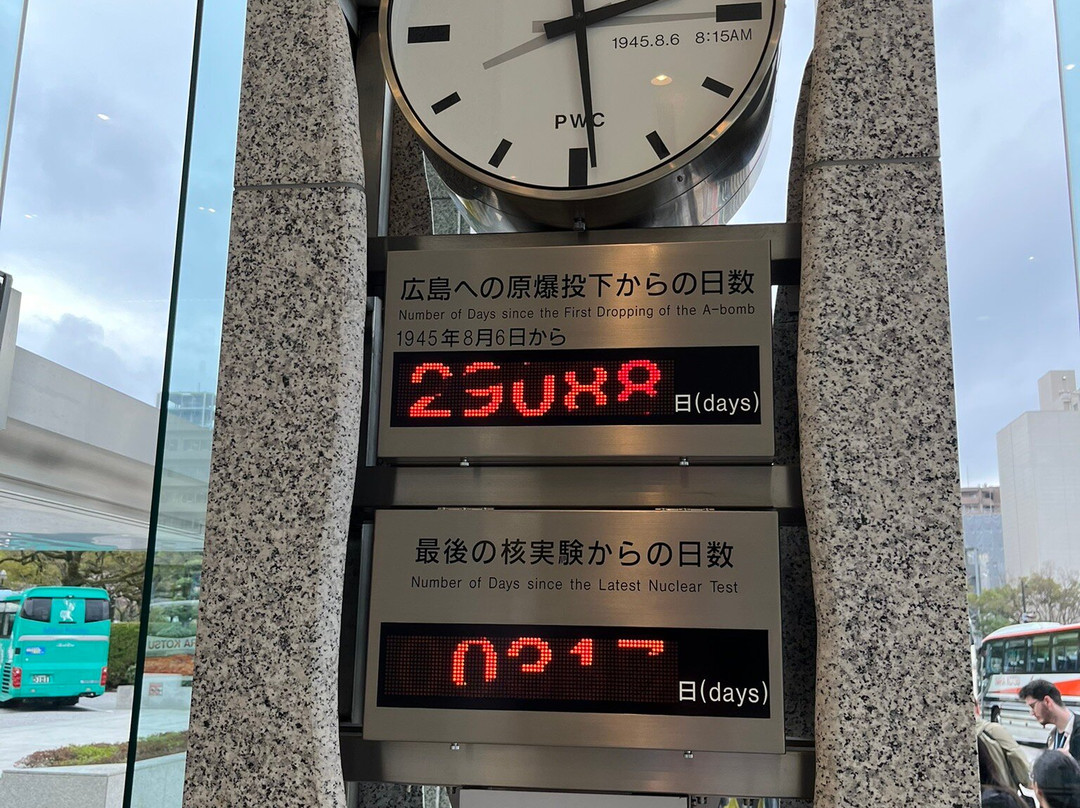 1945.8.6 8:15AM
PWC
広島への原爆投下からの日数
Number of Days since the First Dropping of the A-bomb
1945年8月6日から
日(days)
最後の核実験からの日数
Number of Days since the Latest Nuclear Test
日(days)